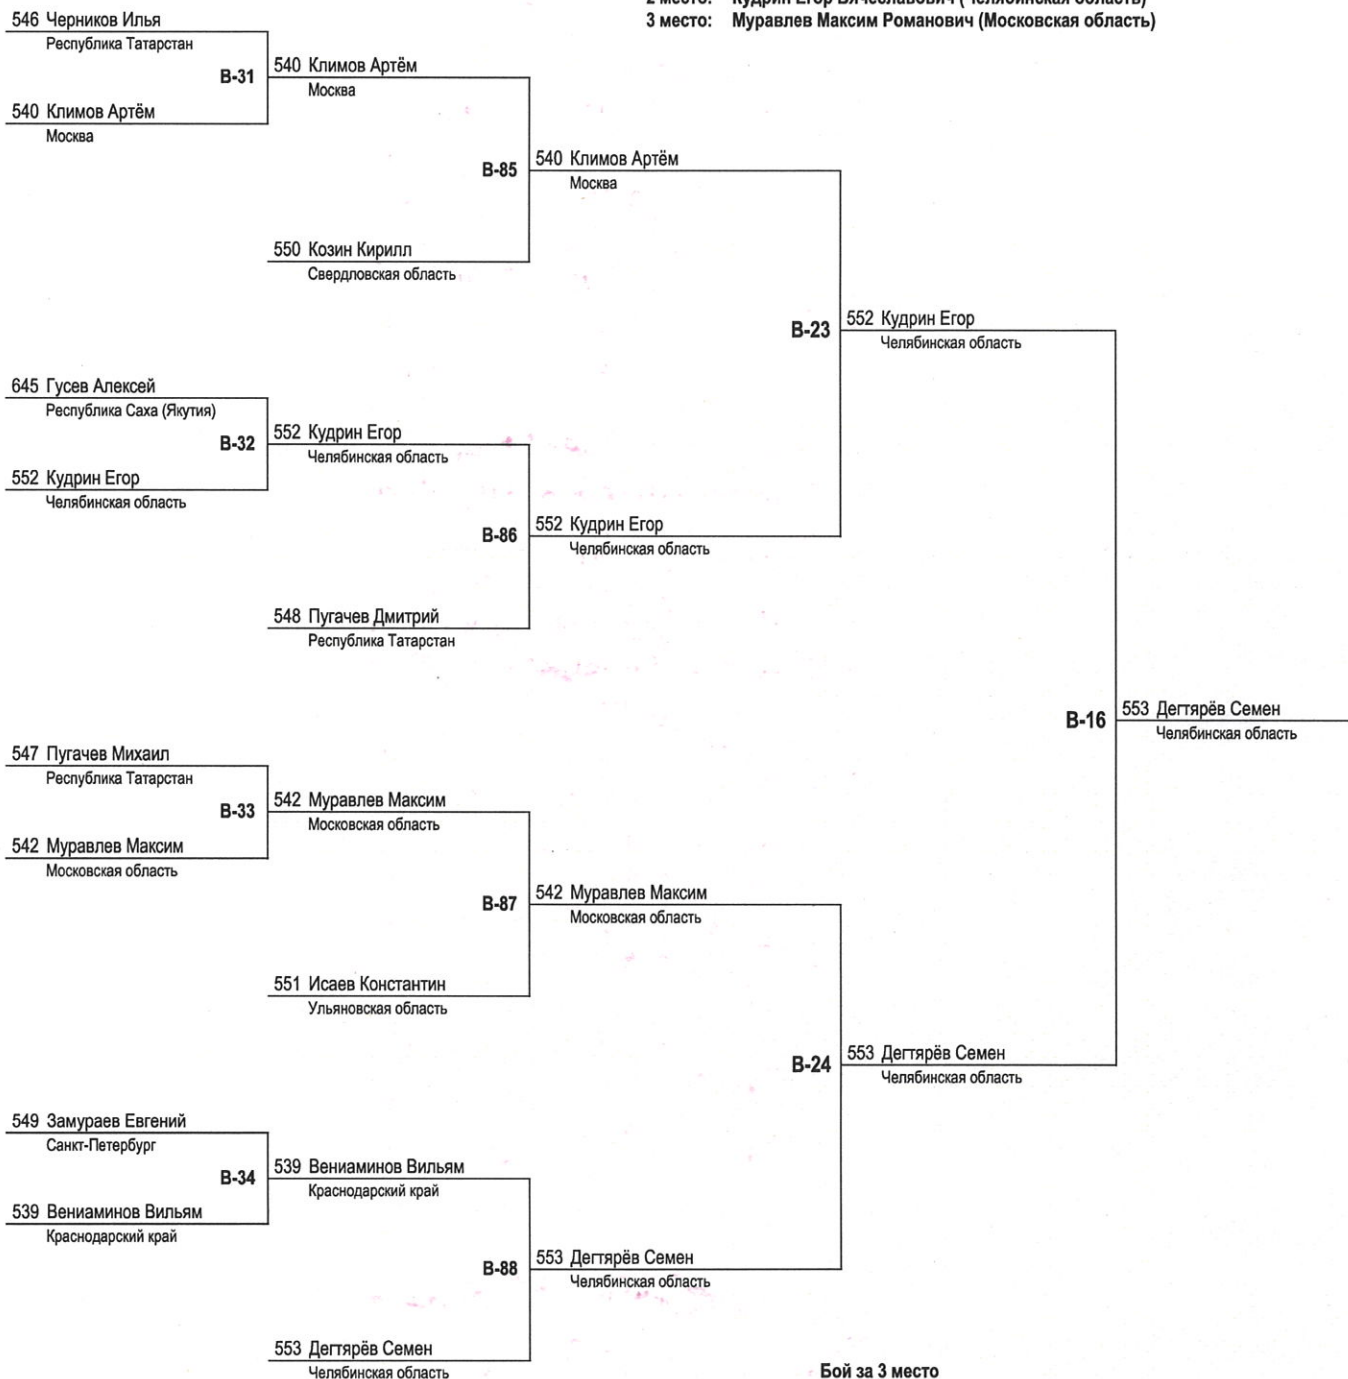 2 место: Кудрин Егор Вячеславович (Челябинская область)
3 место: Муравлев Максим Романович (Московская область)
546 Черников Илья
Республика Татарстан
B-31
540 Климов Артём
Москва
540 Климов Артём
Москва
B-85
540 Климов Артём
Москва
550 Козин Кирилл
Свердловская область
B-23
552 Кудрин Егор
Челябинская область
645 Гусев Алексей
Республика Саха (Якутия)
B-32
552 Кудрин Егор
Челябинская область
552 Кудрин Егор
Челябинская область
B-86
552 Кудрин Егор
Челябинская область
548 Пугачев Дмитрий
Республика Татарстан
B-16
553 Дегтярёв Семен
Челябинская область
547 Пугачев Михаил
Республика Татарстан
B-33
542 Муравлев Максим
Московская область
542 Муравлев Максим
Московская область
B-87
542 Муравлев Максим
Московская область
551 Исаев Константин
Ульяновская область
B-24
553 Дегтярёв Семен
Челябинская область
549 Замураев Евгений
Санкт-Петербург
B-34
539 Вениаминов Вильям
Краснодарский край
539 Вениаминов Вильям
Краснодарский край
B-88
553 Дегтярёв Семен
Челябинская область
553 Дегтярёв Семен
Челябинская область
Бой за 3 место